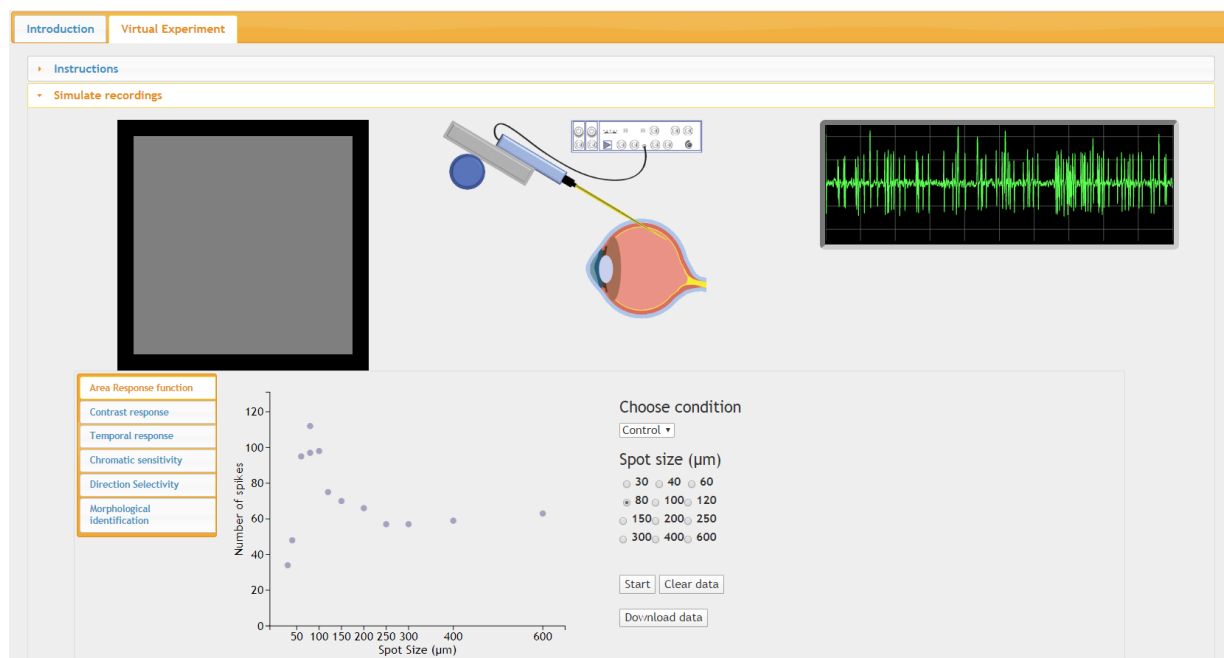 Introduction
Virtual Experiment
Instructions
Simulate recordings
Area Response function
Contrast response
Temporal response
Chromatic sensitivity
Direction Selectivity
Morphological
identification
Number of spikes
120
100
80
60
40
20
0
50 100 150 200 250 300 400 600
Spot Size (µm)
Choose condition
Control
Spot size (µm)
30 40 60
80 100 120
150 200 250
300 400 600
Start Clear data
Download data